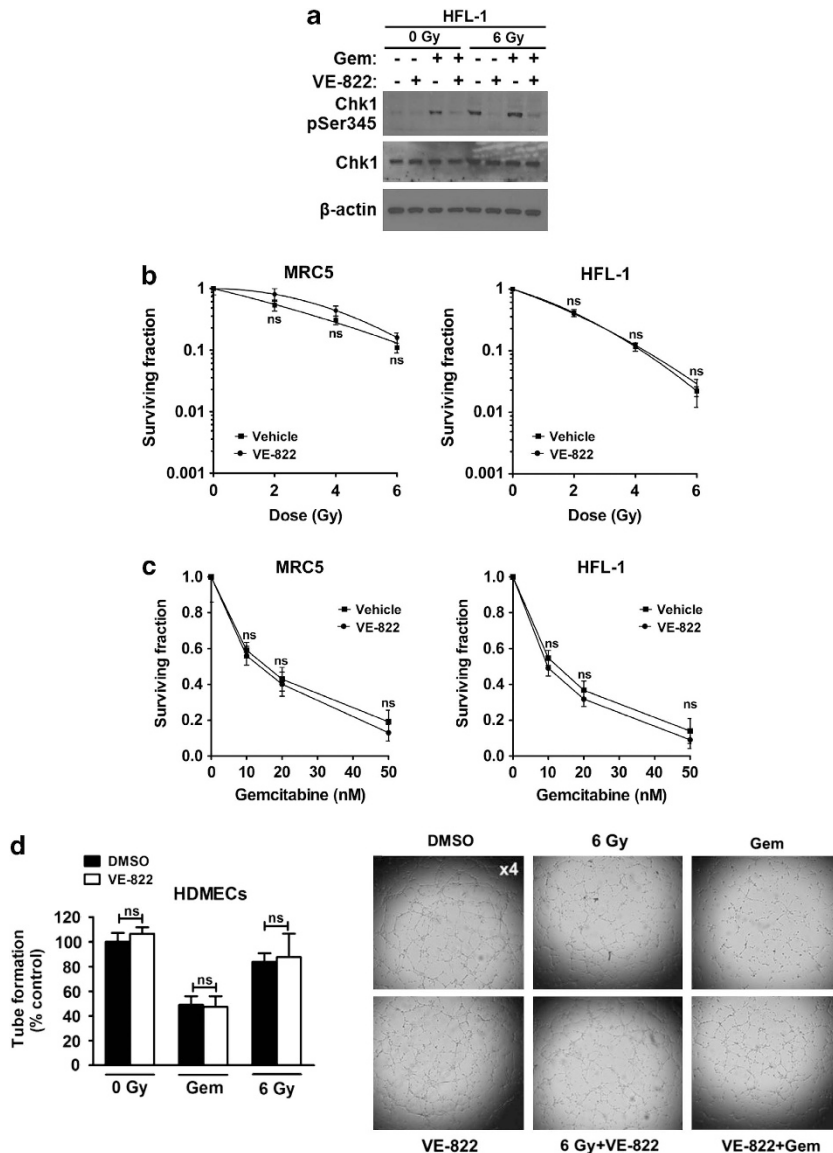 a
HFL-1
0 Gy 6 Gy
Gem: - - + + - - + +
VE-822: - + - + - + - +
Chk1
pSer345
Chk1
β-actin
b
MRC5
Surviving fraction
1
0.1
0.01
0.001
ns
ns
ns
Vehicle
VE-822
0 2 4 6
Dose (Gy)
HFL-1
Surviving fraction
1
0.1
0.01
0.001
ns
ns
ns
Vehicle
VE-822
0 2 4 6
Dose (Gy)
c
MRC5
Surviving fraction
1.0
0.8
0.6
0.4
0.2
0.0
ns
ns
ns
Vehicle
VE-822
0 10 20 30 40 50
Gemcitabine (nM)
HFL-1
Surviving fraction
1.0
0.8
0.6
0.4
0.2
0.0
ns
ns
ns
Vehicle
VE-822
0 10 20 30 40 50
Gemcitabine (nM)
d
DMSO
VE-822
HDMECs
Tube formation
(% control)
120
100
80
60
40
20
0
ns
ns
ns
0 Gy Gem 6 Gy
DMSO 6 Gy Gem
x4
VE-822 6 Gy+VE-822 VE-822+Gem